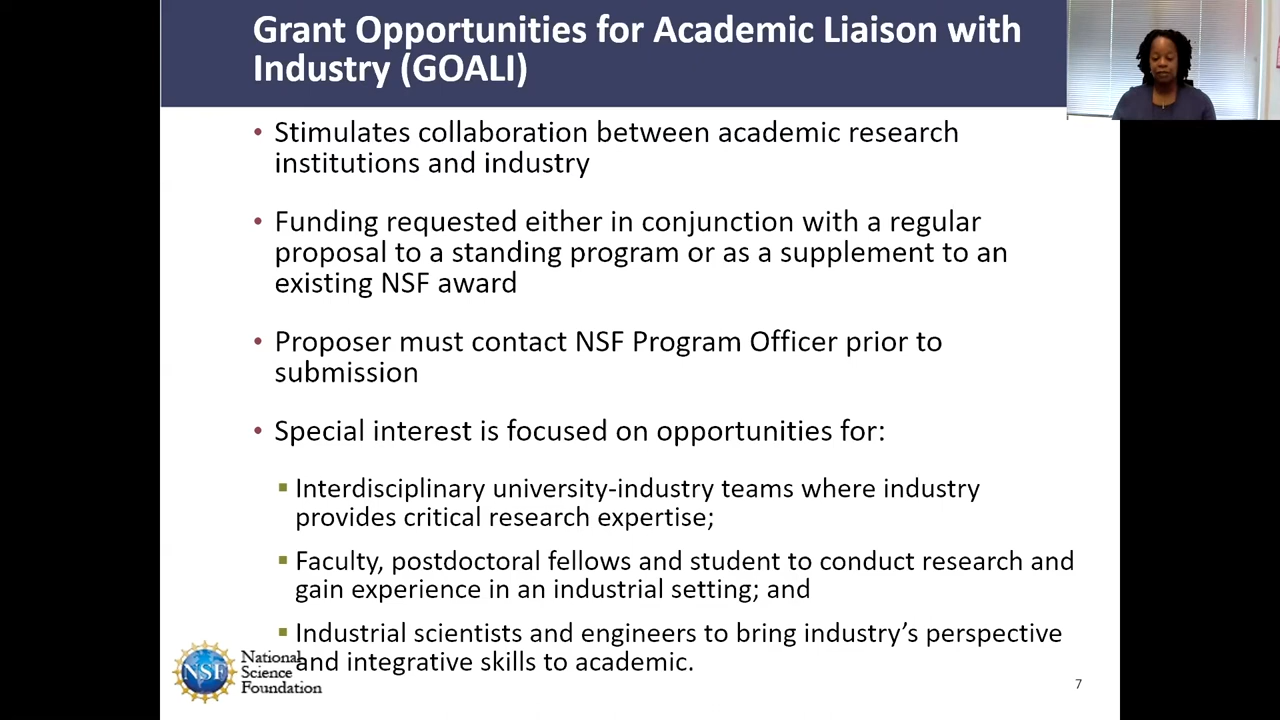 Grant Opportunities for Academic Liaison with
Industry (GOALI)
• Stimulates collaboration between academic research
institutions and industry
• Funding requested either in conjunction with a regular
proposal to a standing program or as a supplement to an
existing NSF award
• Proposer must contact NSF Program Officer prior to
submission
• Special interest is focused on opportunities for:
▪ Interdisciplinary university-industry teams where industry
provides critical research expertise;
▪ Faculty, postdoctoral fellows and student to conduct research and
gain experience in an industrial setting; and
▪ Industrial scientists and engineers to bring industry’s perspective
and integrative skills to academic.
NSF
National
Science
Foundation
7